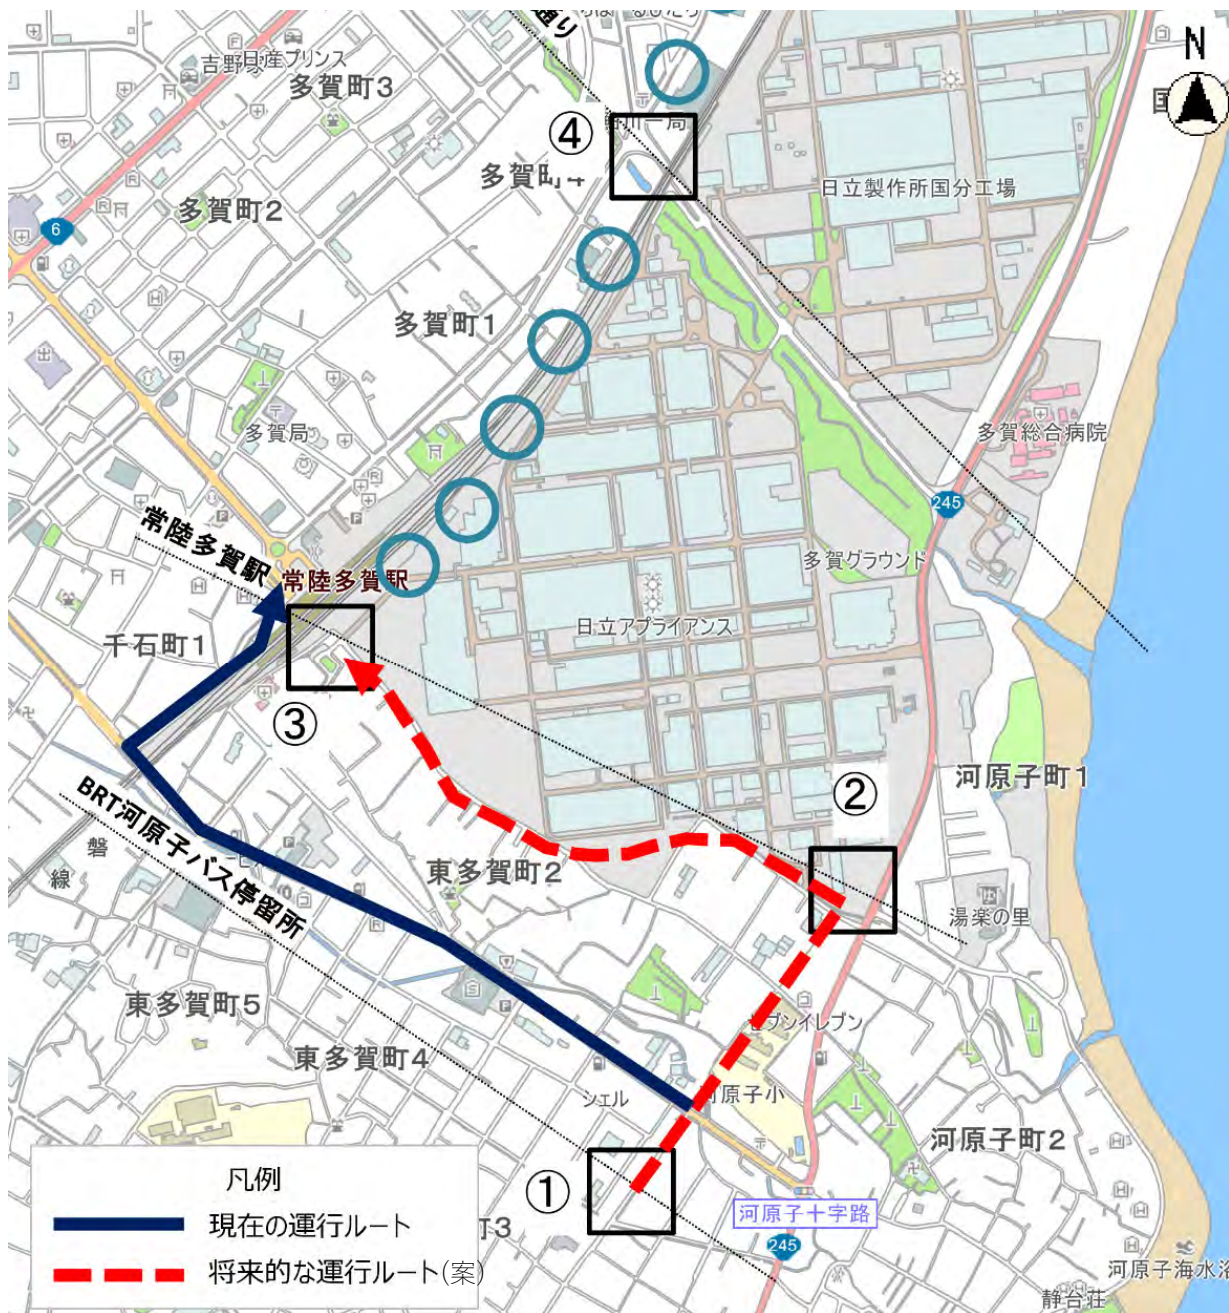 通り
N
日産プリンス
吉野家
多賀町3
④
多賀町4
日立製作所国分工場
多賀町2
6
多賀町1
多賀総合病院
多賀局
245
常陸多賀駅
常陸多賀駅
多賀グラウンド
日立アプライアンス
千石町1
③
河原子町1
②
BRT河原子バス停留所
磐
線
東多賀町2
湯楽の里
東多賀町5
セブンイレブン
東多賀町4
シェル
河原子小
河原子町2
①
凡例
河原子十字路
現在の運行ルート
町3
245
将来的な運行ルート(案)
河原子海水浴
静台荘